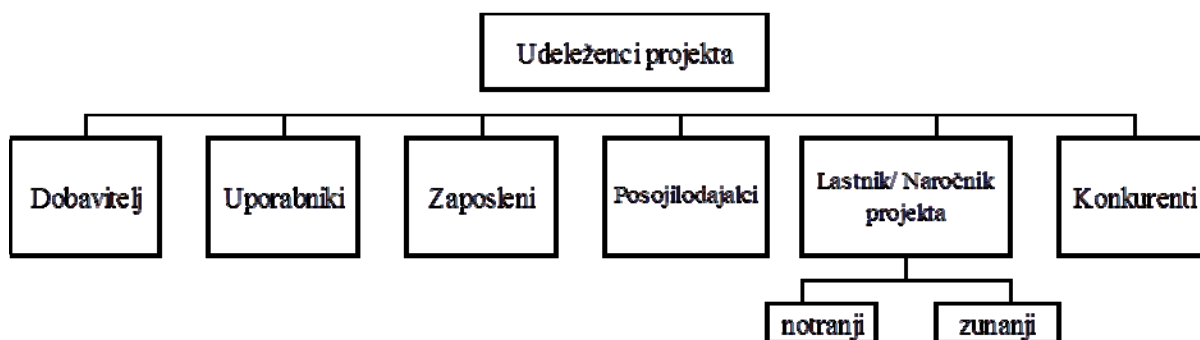 Udeleženci projekta
Dobavitelj
Uporabniki
Zaposleni
Posojilodajalci
Lastnik/ Naročnik
projekta
Konkurenti
notranji
zunanji